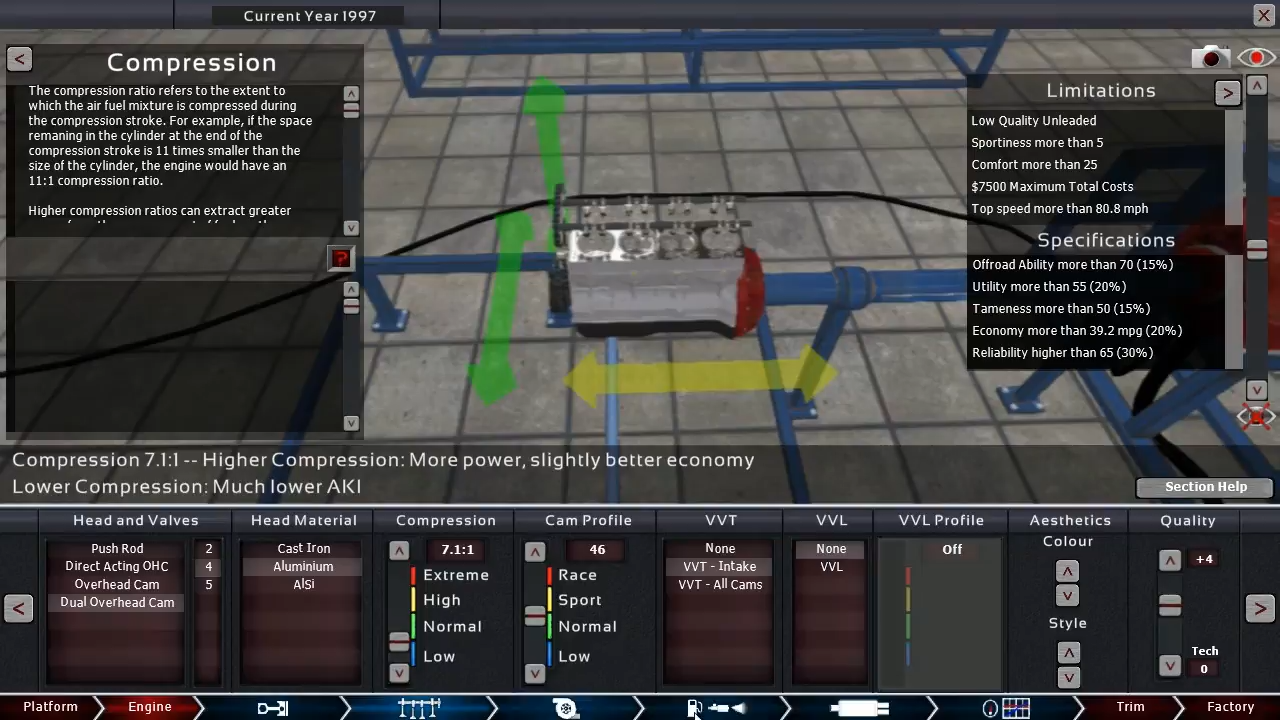 Current Year 1997
X
<
Compression
The compression ratio refers to the extent to
which the air fuel mixture is compressed during
the compression stroke. For example, if the space
remaining in the cylinder at the end of the
compression stroke is 11 times smaller than the
size of the cylinder, the engine would have an
11:1 compression ratio.
Higher compression ratios can extract greater
?
Limitations
>
Low Quality Unleaded
Sportiness more than 5
Comfort more than 25
$7500 Maximum Total Costs
Top speed more than 80.8 mph
Specifications
Offroad Ability more than 70 (15%)
Utility more than 55 (20%)
Tameness more than 50 (15%)
Economy more than 39.2 mpg (20%)
Reliability higher than 65 (30%)
Compression 7.1:1 -- Higher Compression: More power, slightly better economy
Lower Compression: Much lower AKI
Section Help
Head and Valves
Push Rod 2
Direct Acting OHC 4
Overhead Cam 5
Dual Overhead Cam
Head Material
Cast Iron
Aluminium
AlSi
Compression
7.1:1
Extreme
High
Normal
Low
Cam Profile
46
Race
Sport
Normal
Low
VVT
None
VVT - Intake
VVT - All Cams
VVL
None
VVL
VVL Profile
Off
Aesthetics
Colour
Style
Quality
+4
Tech
0
<
>
Platform
Engine
Trim
Factory